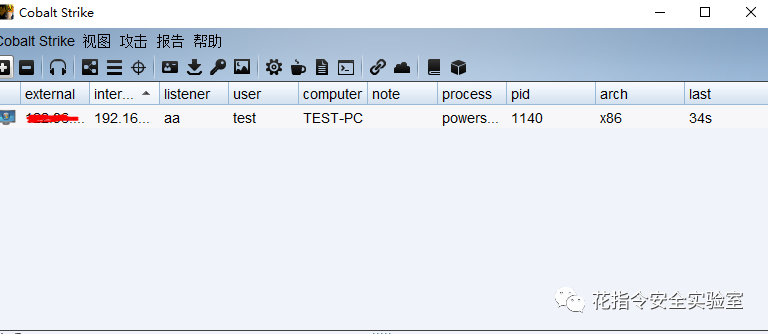 Cobalt Strike
Cobalt Strike 视图 攻击 报告 帮助
external inter... listener user computer note process pid arch last
192.16... aa test TEST-PC powers... 1140 x86 34s
花指令安全实验室